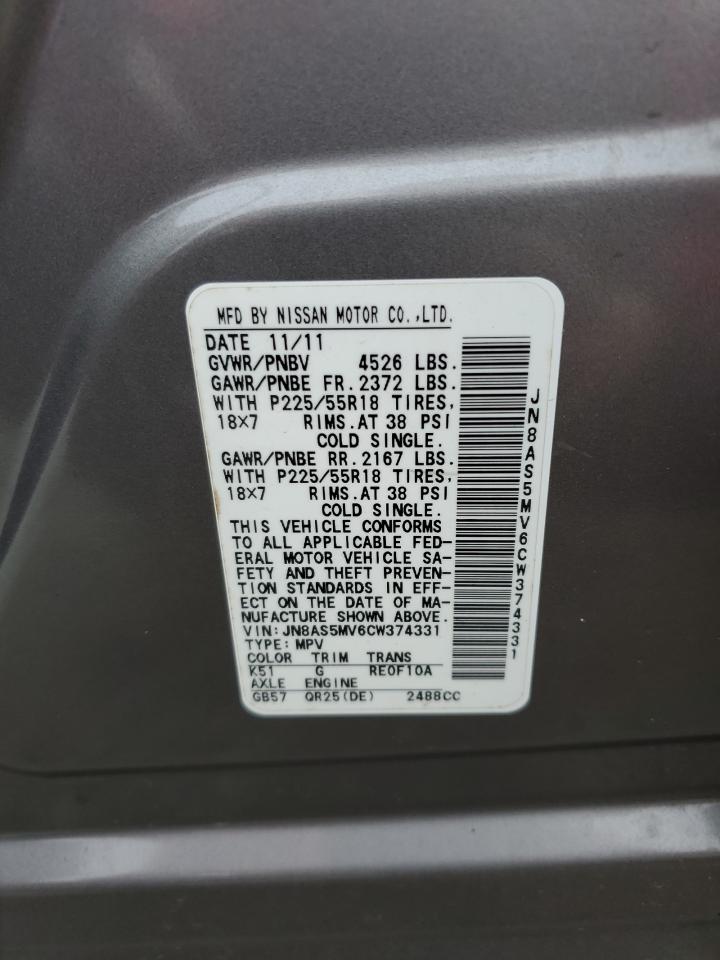 MFD BY NISSAN MOTOR CO.,LTD.
DATE 11/11
GVWR/PNBV 4526 LBS.
GAWR/PNBE FR. 2372 LBS.
WITH P225/55R18 TIRES,
18X7 RIMS.AT 38 PSI
COLD SINGLE.
GAWR/PNBE RR. 2167 LBS.
WITH P225/55R18 TIRES,
18X7 RIMS.AT 38 PSI
COLD SINGLE.
THIS VEHICLE CONFORMS
TO ALL APPLICABLE FED-
ERAL MOTOR VEHICLE SA-
FETY AND THEFT PREVEN-
TION STANDARDS IN EFF-
ECT ON THE DATE OF MA-
NUFACTURE SHOWN ABOVE.
VIN: JN8AS5MV6CW374331
TYPE: MPV
COLOR TRIM TRANS
K51 G RE0F10A
AXLE ENGINE
GB57 QR25(DE) 2488CC
JN8AS5MV6CW374331